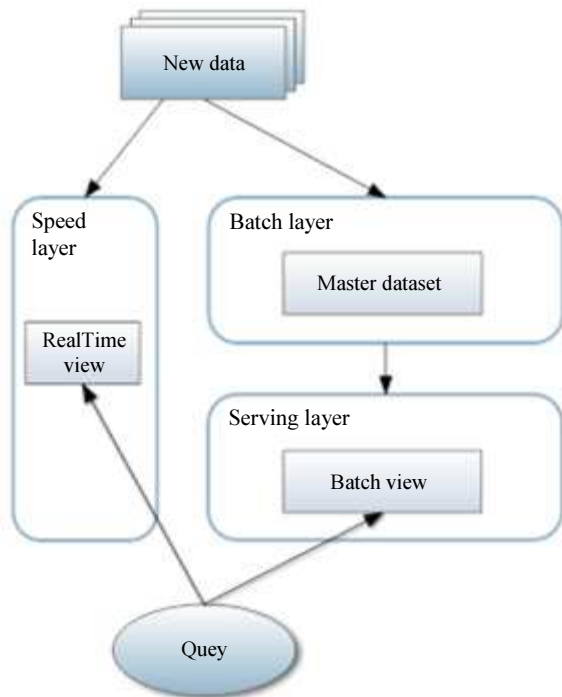 New data
Speed
layer
Batch layer
Master dataset
RealTime
view
Serving layer
Batch view
Quey